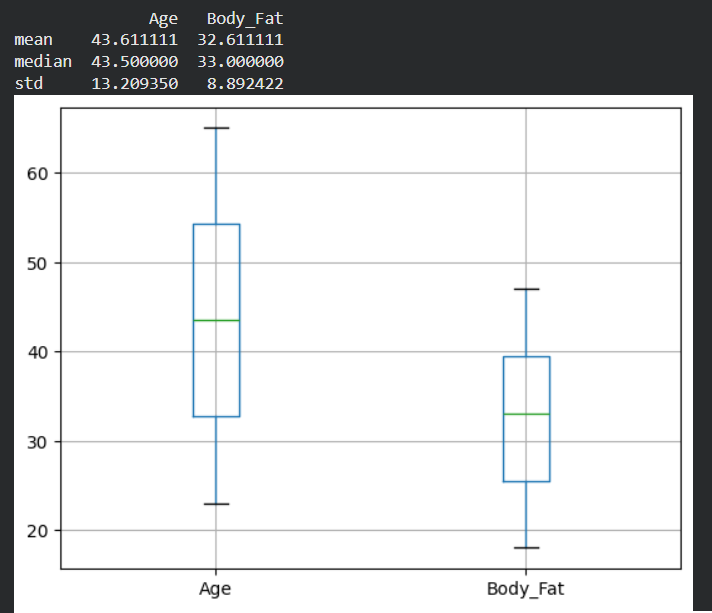 Age Body_Fat
mean 43.611111 32.611111
median 43.500000 33.000000
std 13.209350 8.892422
60
50
40
30
20
Age Body_Fat